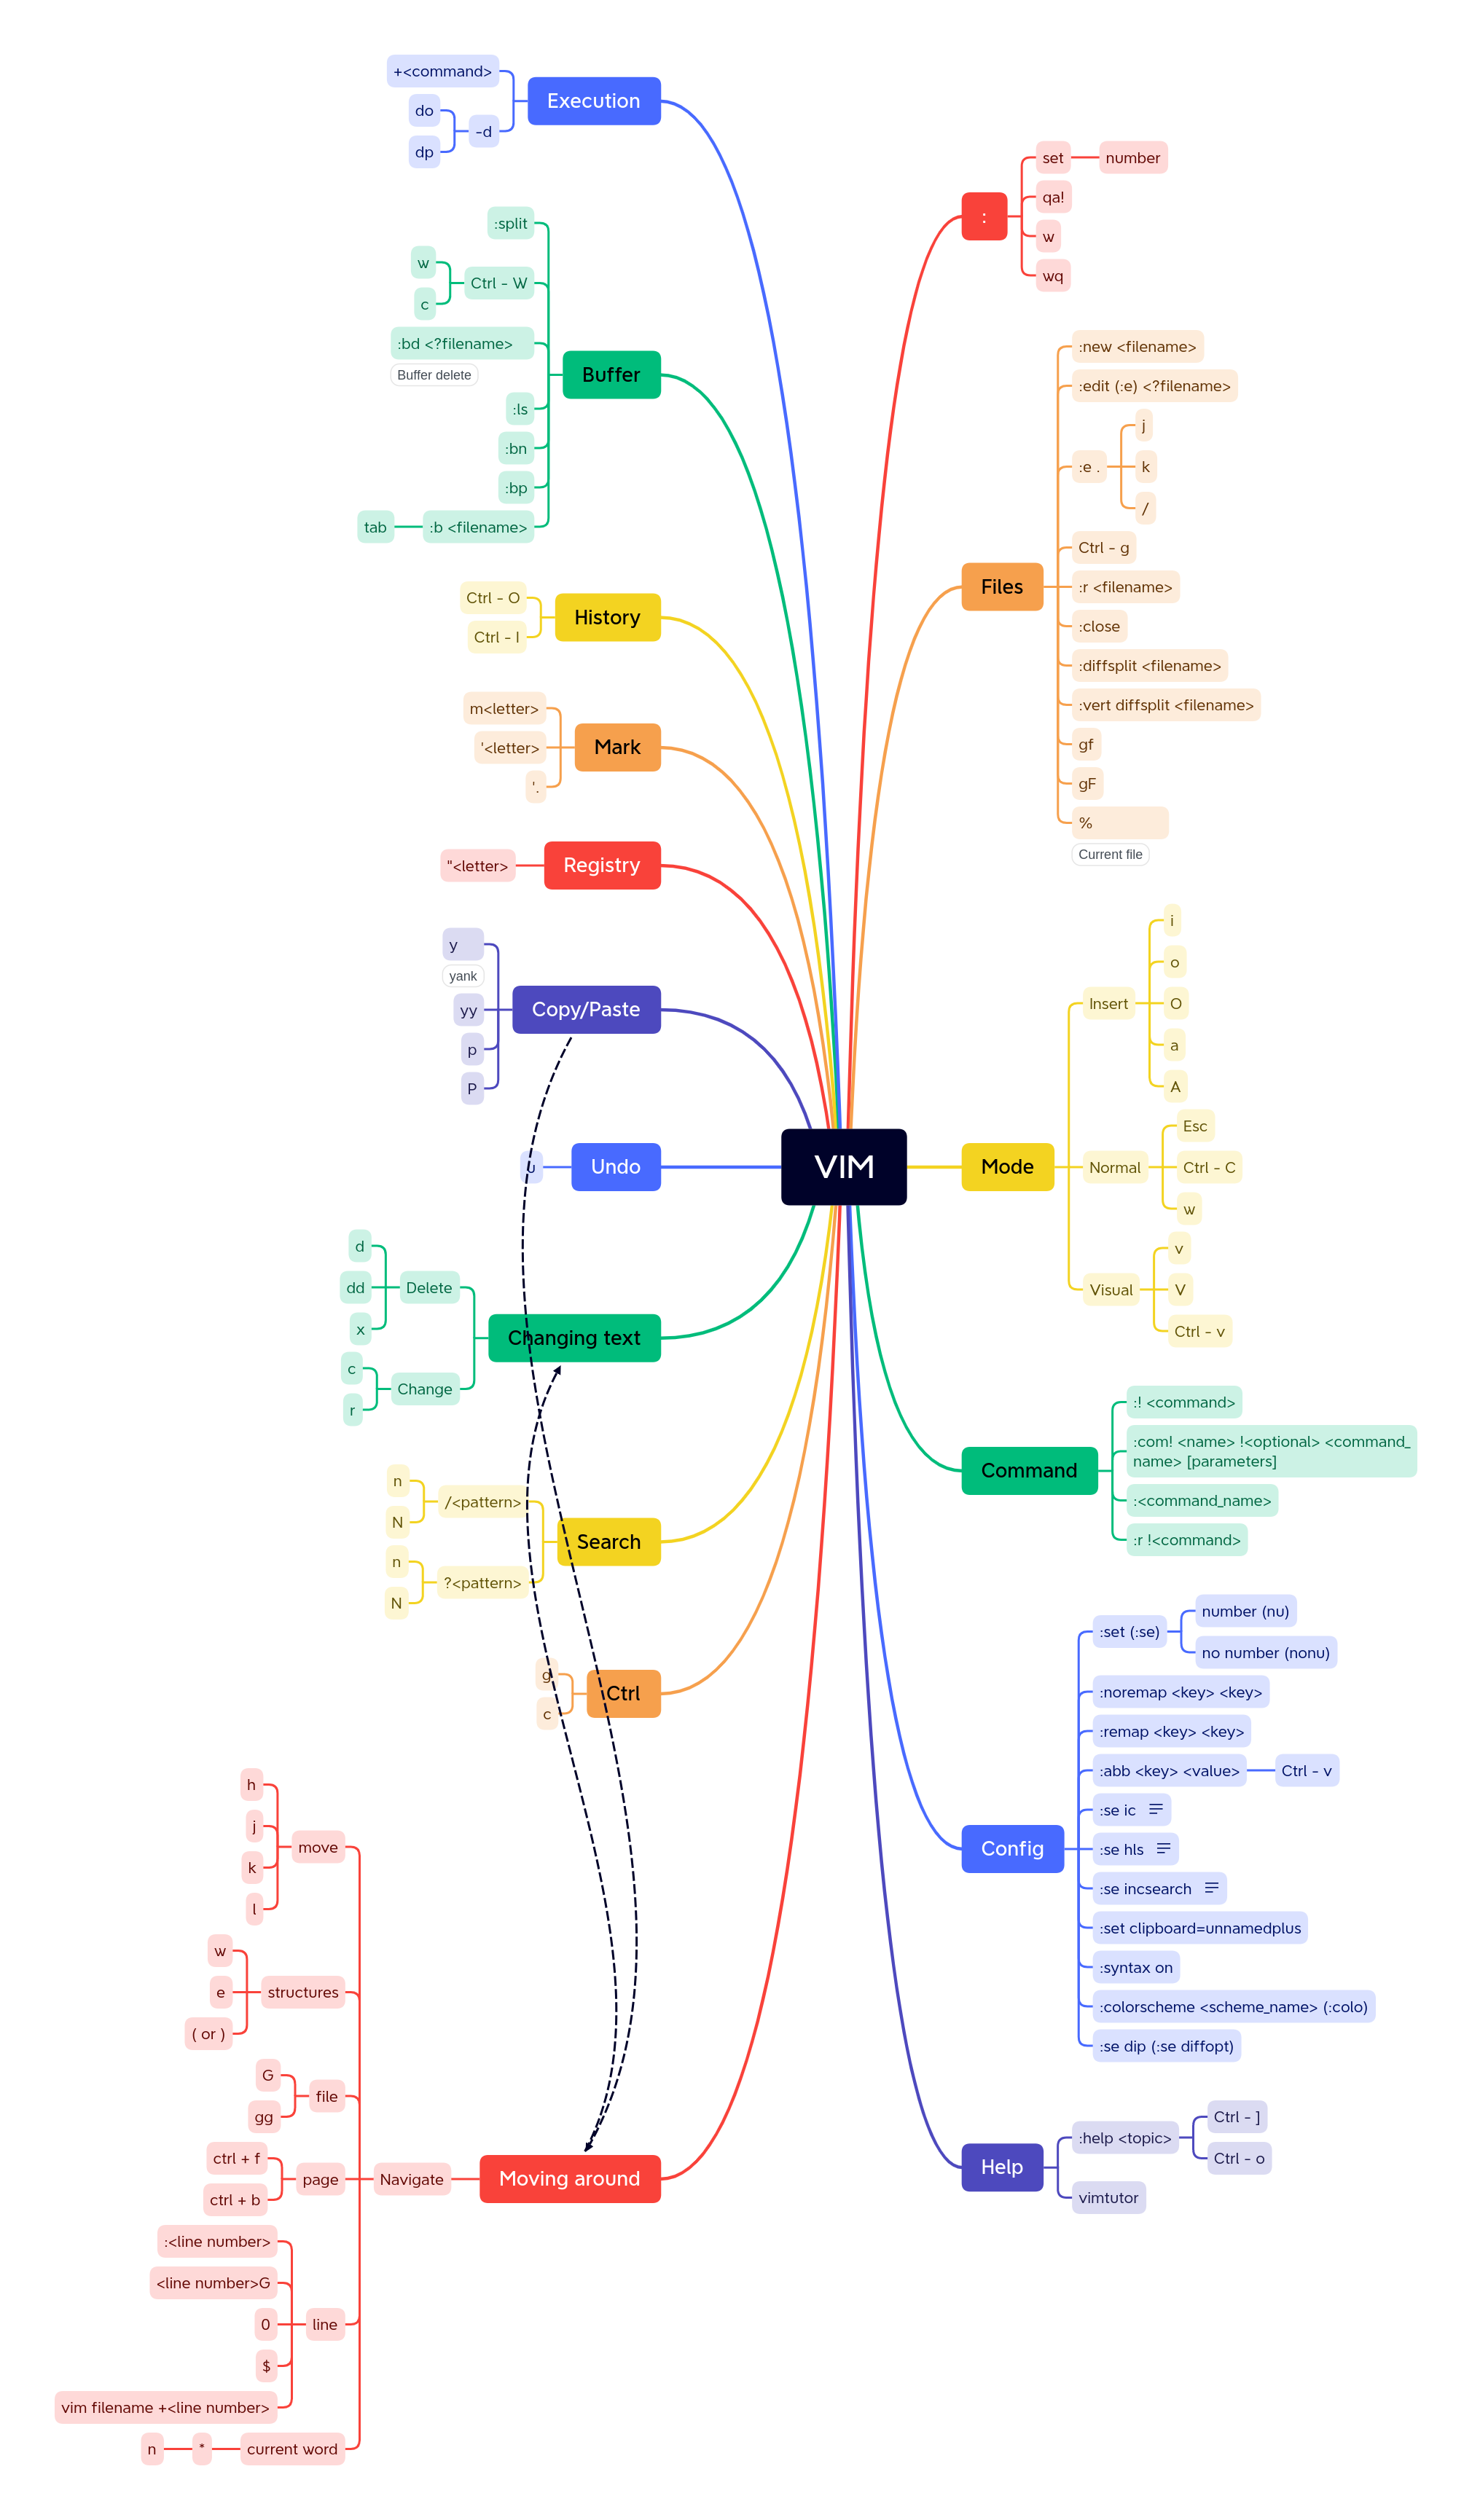 VIM
Execution
+<command>
-d
do
dp
Buffer
:split
Ctrl - W
w
c
:bd <?filename>
Buffer delete
:ls
:bn
:bp
:b <filename>
tab
History
Ctrl - O
Ctrl - I
Mark
m<letter>
'<letter>
'.
Registry
"<letter>
Copy/Paste
y
yank
yy
p
P
Undo
u
Changing text
Delete
d
dd
x
Change
c
r
Search
/<pattern>
n
N
?<pattern>
n
N
Ctrl
g
c
Moving around
Navigate
move
h
j
k
l
structures
w
e
( or )
file
G
gg
page
ctrl + f
ctrl + b
line
:<line number>
<line number>G
0
$
vim filename +<line number>
current word
*
n
:
set
number
qa!
w
wq
Files
:new <filename>
:edit (:e) <?filename>
:e .
j
k
/
Ctrl - g
:r <filename>
:close
:diffsplit <filename>
:vert diffsplit <filename>
gf
gF
%
Current file
Mode
Insert
i
o
O
a
A
Normal
Esc
Ctrl - C
w
Visual
v
V
Ctrl - v
Command
:! <command>
:com! <name> !<optional> <command_
name> [parameters]
:<command_name>
:r !<command>
Config
:set (:se)
number (nu)
no number (nonu)
:noremap <key> <key>
:remap <key> <key>
:abb <key> <value>
Ctrl - v
:se ic
:se hls
:se incsearch
:set clipboard=unnamedplus
:syntax on
:colorscheme <scheme_name> (:colo)
:se dip (:se diffopt)
Help
:help <topic>
Ctrl - ]
Ctrl - o
vimtutor